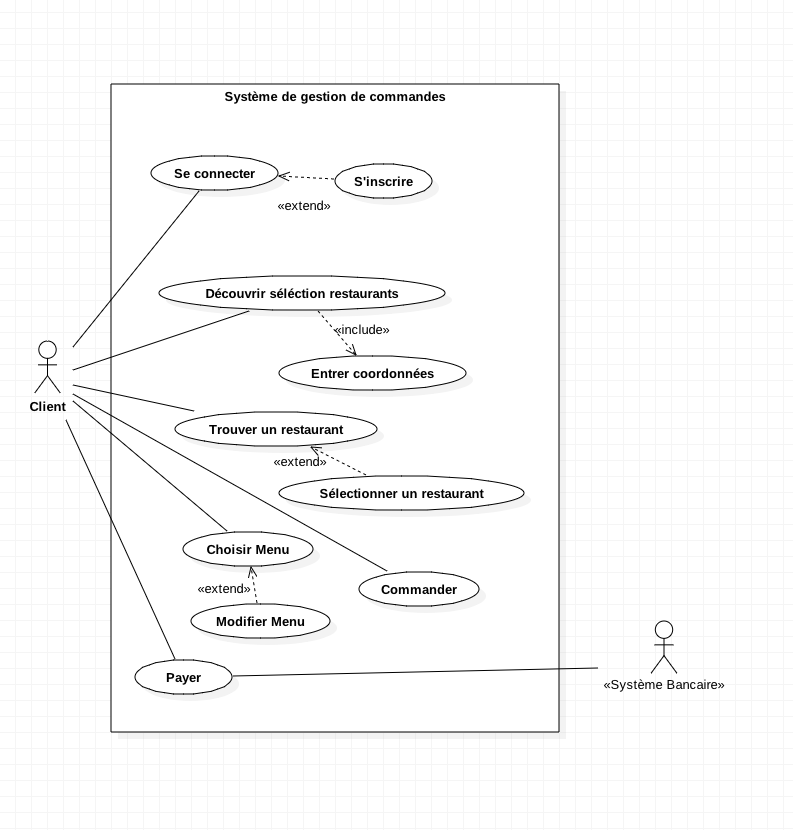 Système de gestion de commandes
Se connecter
S'inscrire
«extend»
Découvrir séléction restaurants
«include»
Entrer coordonnées
Client
Trouver un restaurant
«extend»
Sélectionner un restaurant
Choisir Menu
«extend»
Commander
Modifier Menu
Payer
«Système Bancaire»